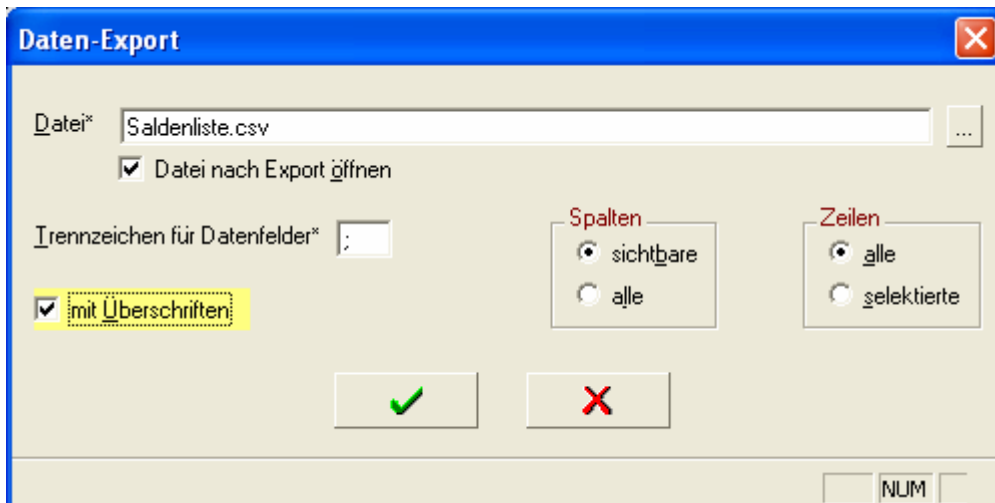 Daten-Export
Datei* Saldenliste.csv ...
Datei nach Export öffnen
Trennzeichen für Datenfelder* ;
Spalten
sichtbare
alle
Zeilen
alle
selektierte
mit Überschriften
NUM